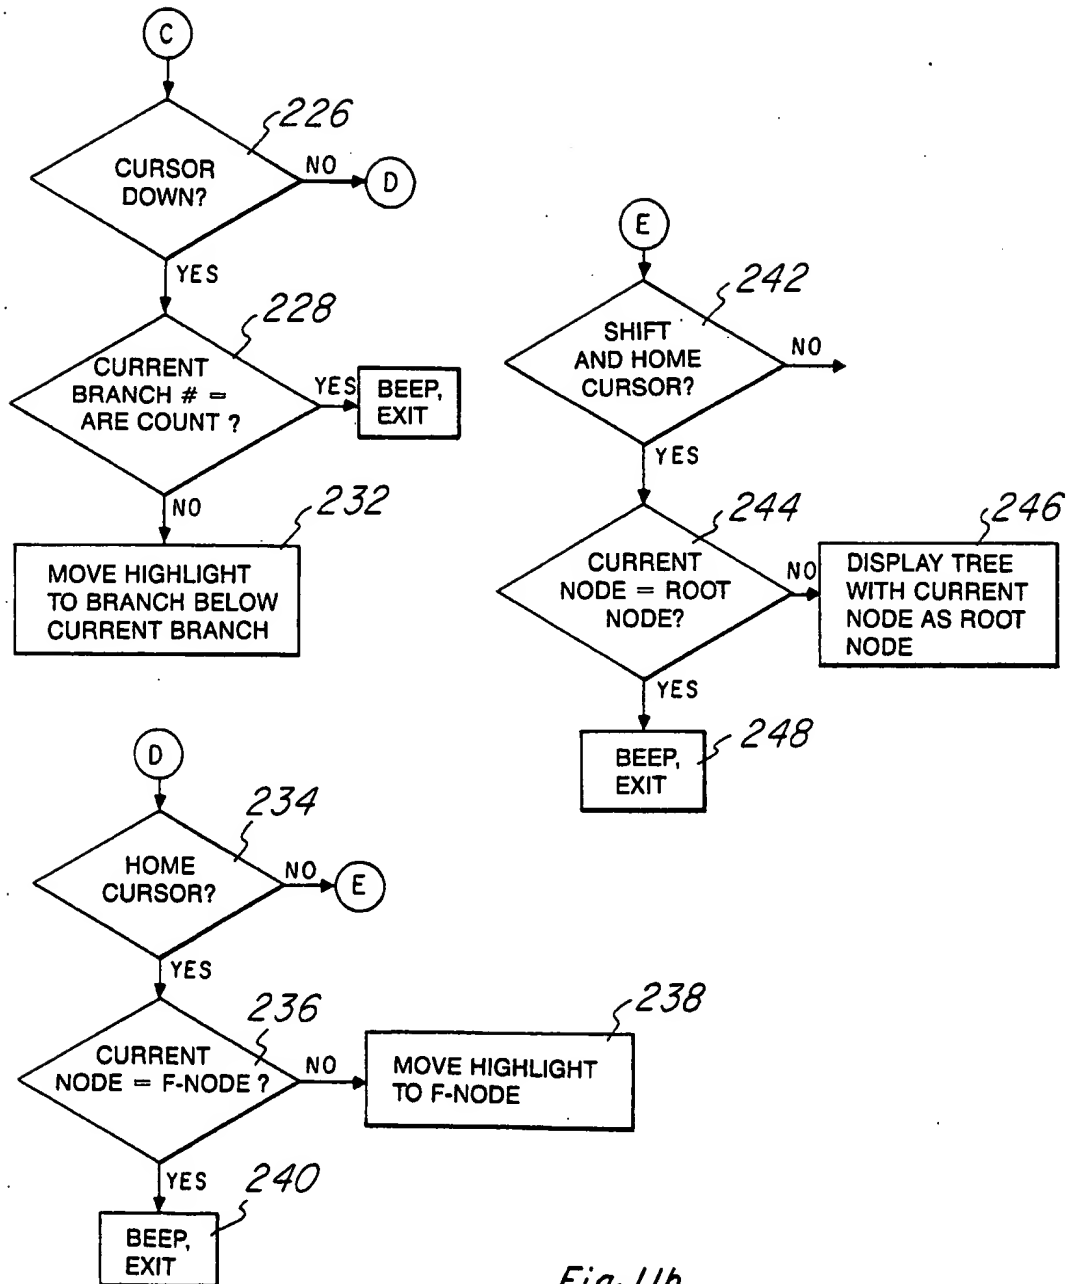 C
226
CURSOR
DOWN?
NO
D
YES
228
CURRENT
BRANCH # =
ARE COUNT ?
YES
BEEP,
EXIT
NO
232
MOVE HIGHLIGHT
TO BRANCH BELOW
CURRENT BRANCH
E
242
SHIFT
AND HOME
CURSOR?
NO
YES
244
CURRENT
NODE = ROOT
NODE?
NO
246
DISPLAY TREE
WITH CURRENT
NODE AS ROOT
NODE
YES
248
BEEP,
EXIT
D
234
HOME
CURSOR?
NO
E
YES
236
CURRENT
NODE = F-NODE ?
NO
238
MOVE HIGHLIGHT
TO F-NODE
YES
240
BEEP,
EXIT
Fig. 11b